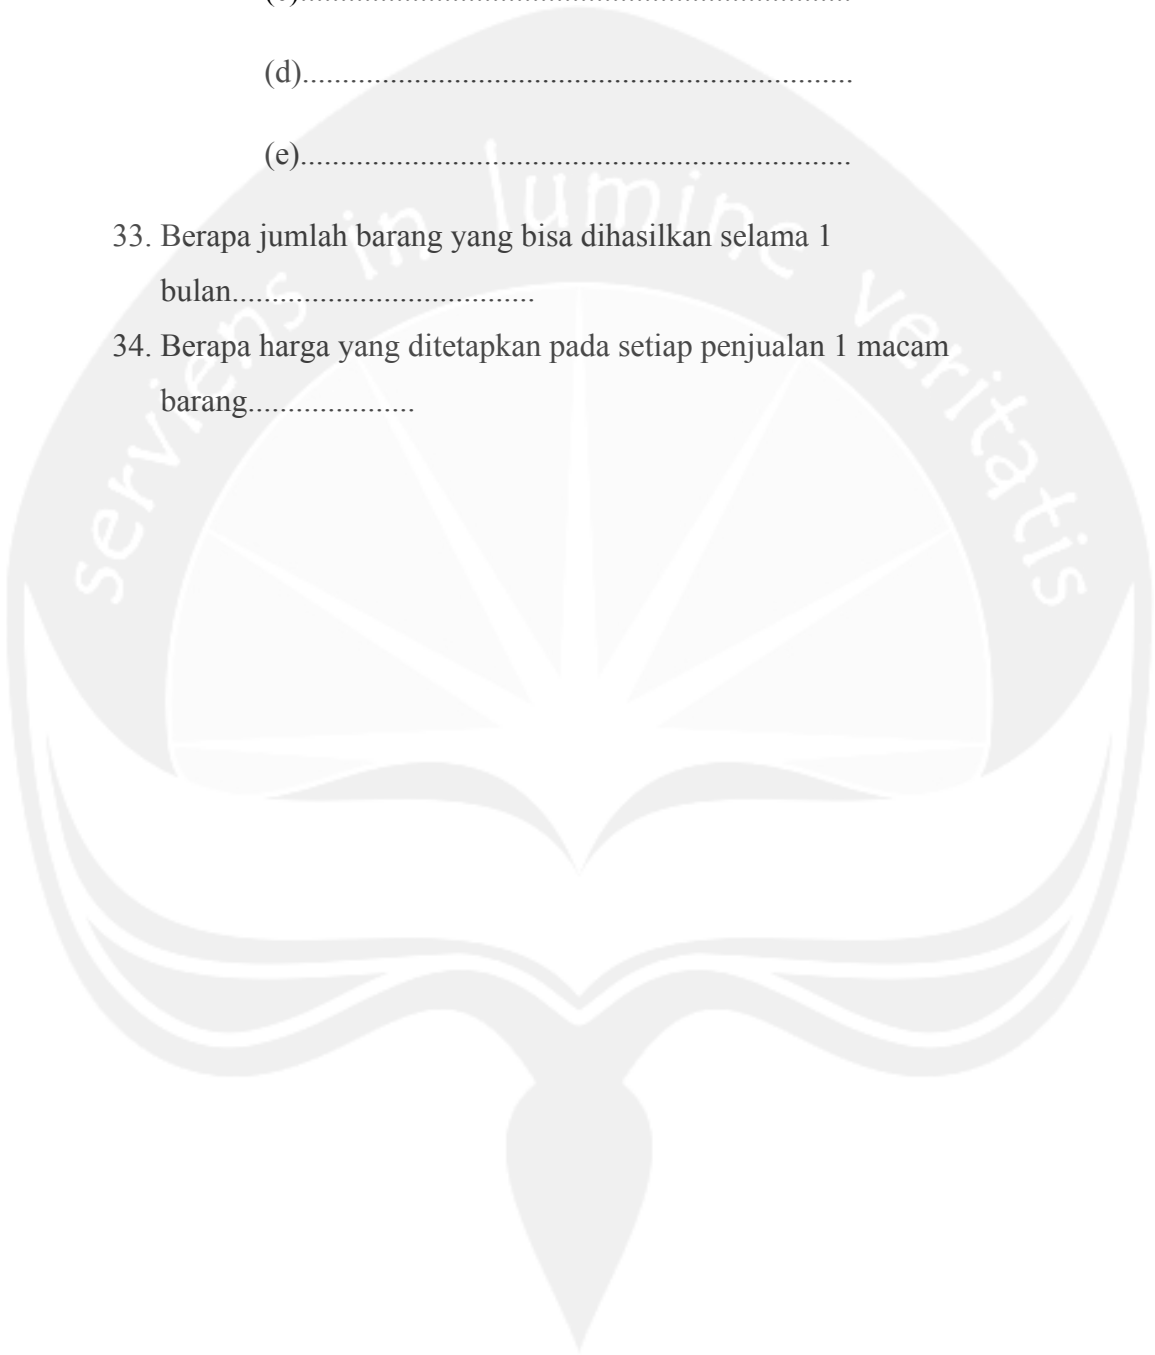 (d).....................................................................
(e).....................................................................
33. Berapa jumlah barang yang bisa dihasilkan selama 1
bulan......................................
34. Berapa harga yang ditetapkan pada setiap penjualan 1 macam
barang.....................
serviens in lumine veritatis